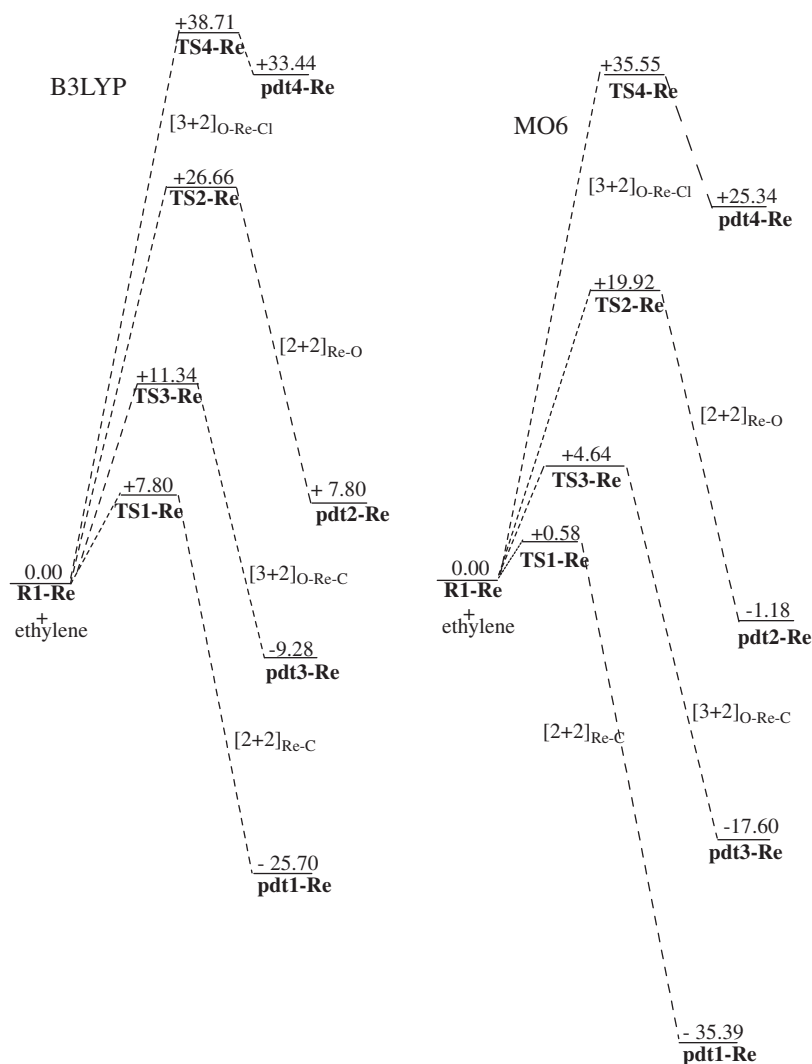 B3LYP
+38.71
TS4-Re
+33.44
pdt4-Re
[3+2]O-Re-Cl
+26.66
TS2-Re
[2+2]Re-O
+11.34
TS3-Re
+7.80
TS1-Re
+ 7.80
pdt2-Re
0.00
R1-Re
+
ethylene
[3+2]O-Re-C
-9.28
pdt3-Re
[2+2]Re-C
- 25.70
pdt1-Re
MO6
+35.55
TS4-Re
[3+2]O-Re-Cl
+25.34
pdt4-Re
+19.92
TS2-Re
[2+2]Re-O
+4.64
TS3-Re
+0.58
TS1-Re
0.00
R1-Re
+
ethylene
-1.18
pdt2-Re
[2+2]Re-C
[3+2]O-Re-C
-17.60
pdt3-Re
- 35.39
pdt1-Re